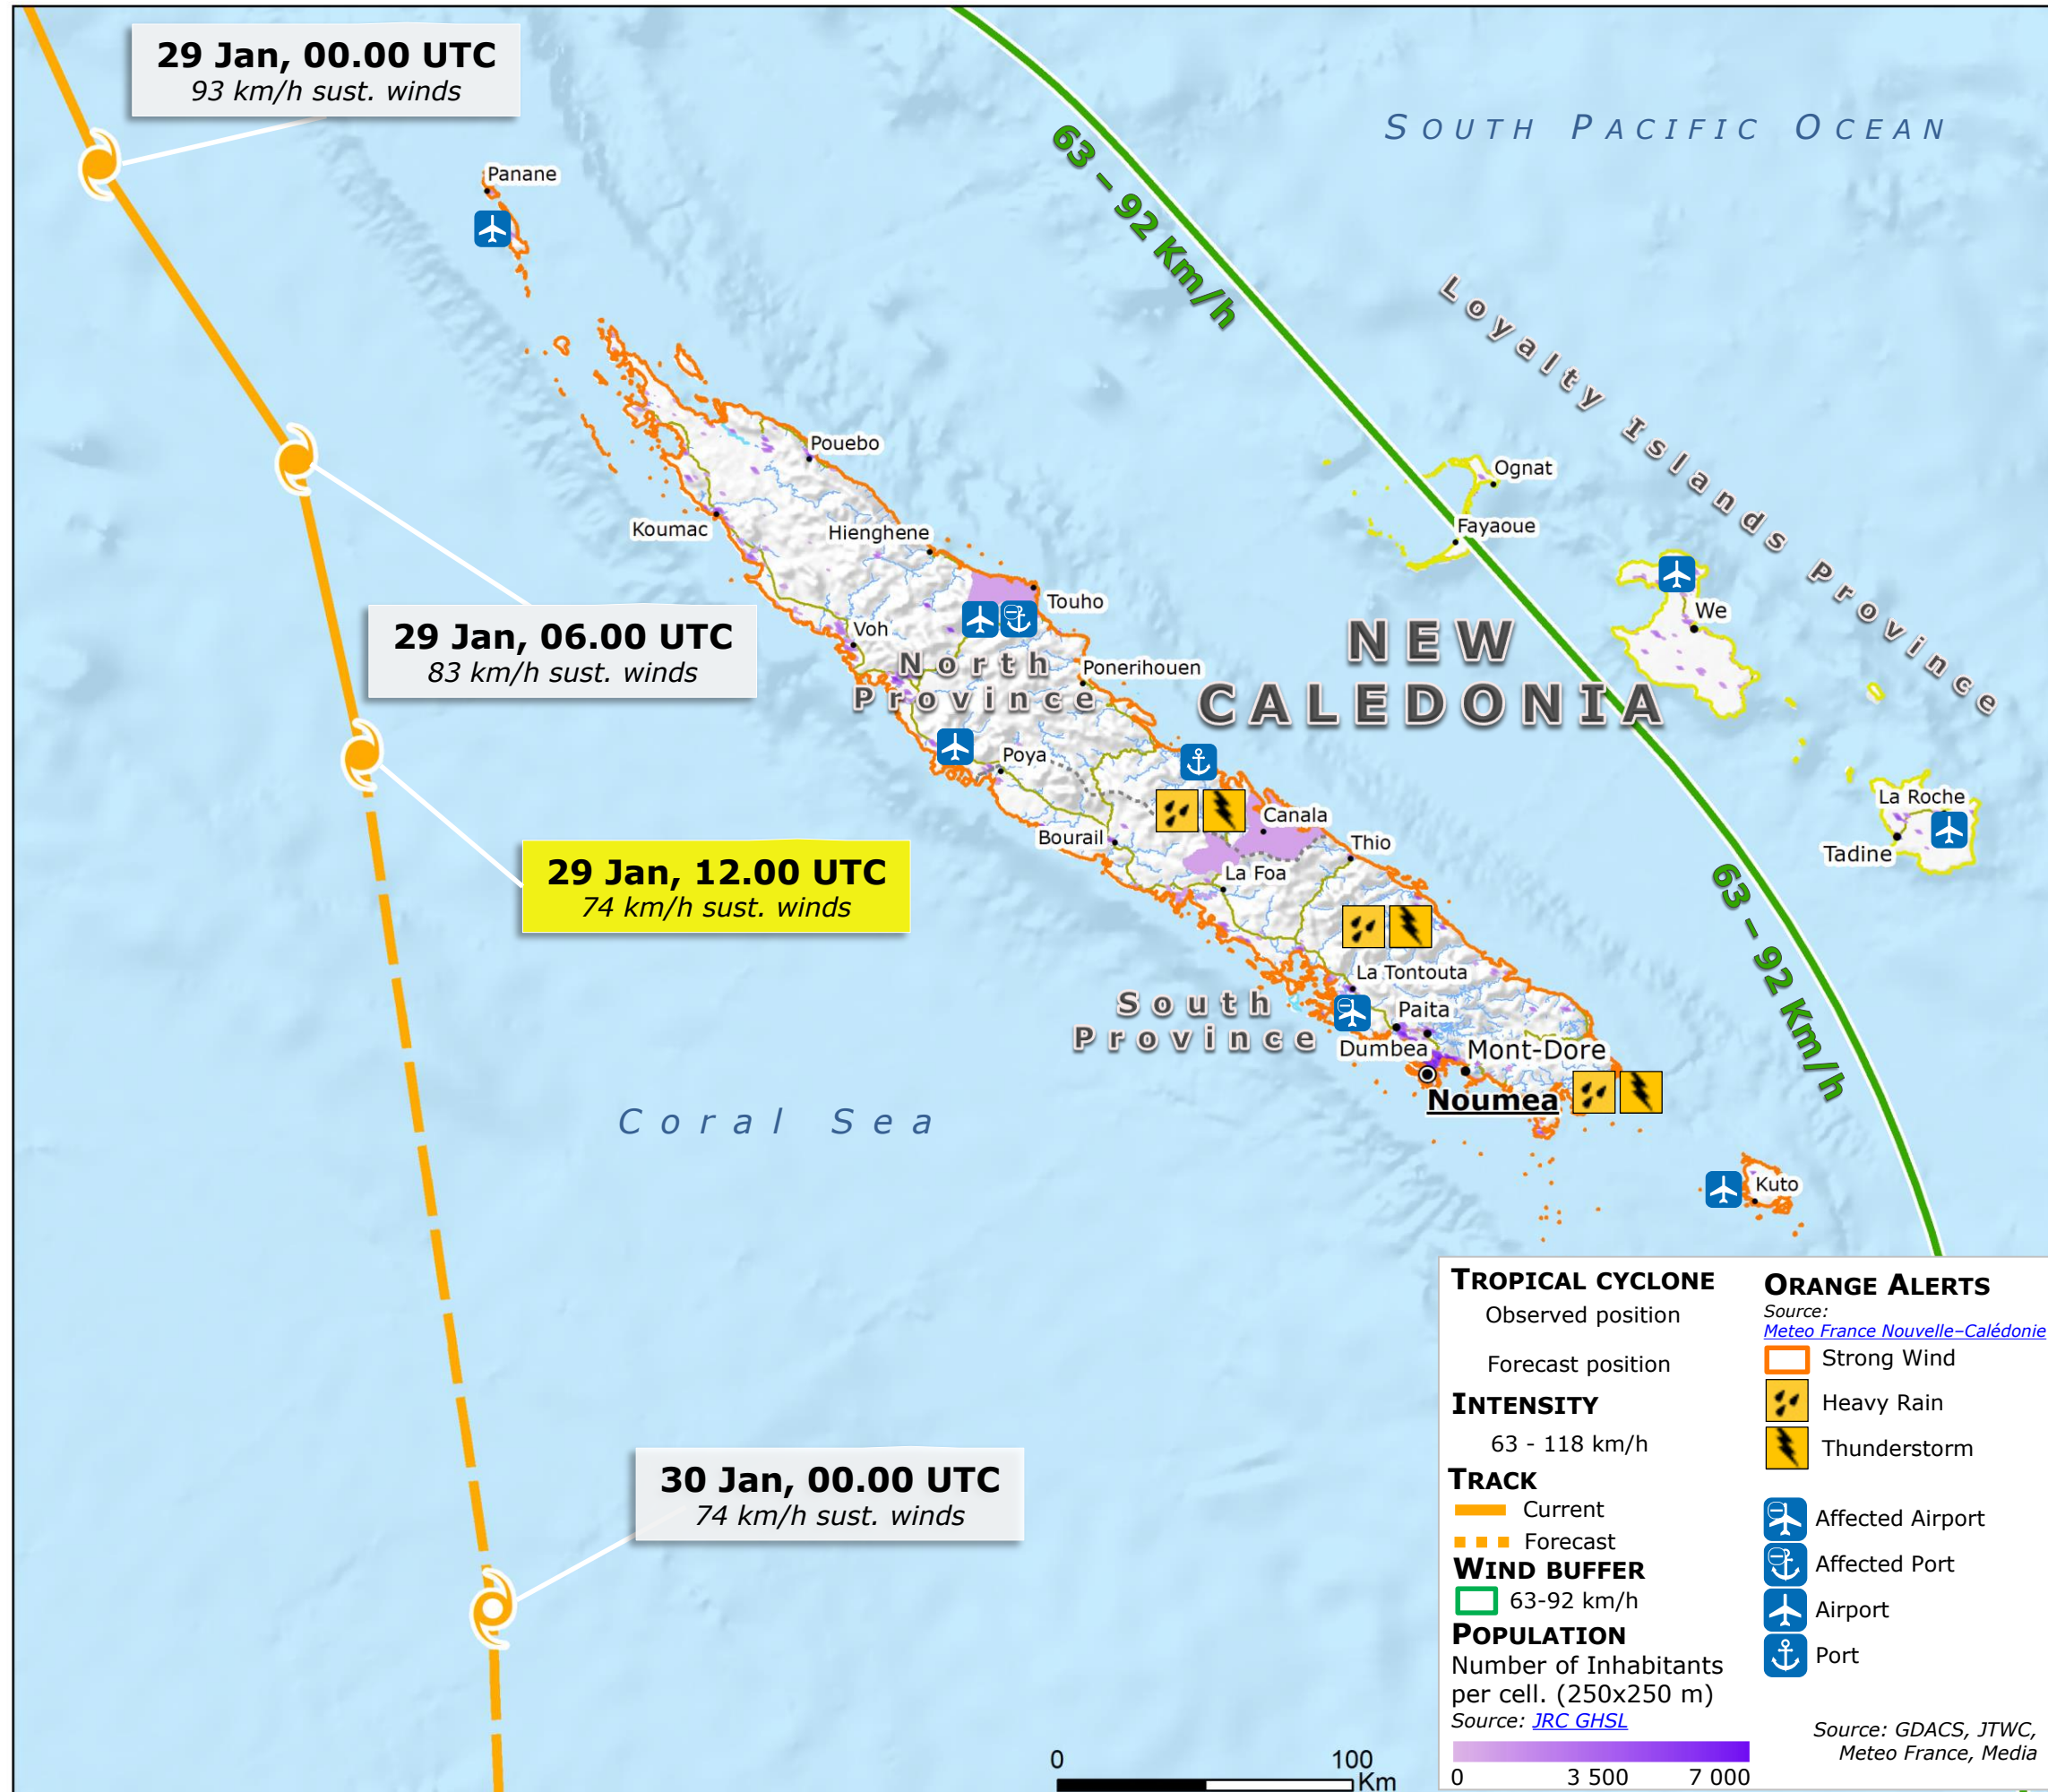 29 Jan, 00.00 UTC
93 km/h sust. winds
SOUTH PACIFIC OCEAN
63 – 92 Km/h
Panane
Loyalty Islands Province
Pouebo
Ognat
Koumac
Hienghene
Fayaoue
Touho
We
29 Jan, 06.00 UTC
83 km/h sust. winds
Voh
North
Province
Ponerihouen
NEW
CALEDONIA
Poya
Canala
La Roche
Bourail
Thio
Tadine
29 Jan, 12.00 UTC
74 km/h sust. winds
La Foa
63 – 92 Km/h
La Tontouta
South
Province
Paita
Dumbea
Mont-Dore
Noumea
Coral Sea
Kuto
30 Jan, 00.00 UTC
74 km/h sust. winds
TROPICAL CYCLONE
Observed position
Forecast position
INTENSITY
63 - 118 km/h
TRACK
Current
Forecast
WIND BUFFER
63-92 km/h
POPULATION
Number of Inhabitants
per cell. (250x250 m)
Source: JRC GHSL
0 3 500 7 000
ORANGE ALERTS
Source:
Meteo France Nouvelle–Calédonie
Strong Wind
Heavy Rain
Thunderstorm
Affected Airport
Affected Port
Airport
Port
Source: GDACS, JTWC,
Meteo France, Media
0 100
Km